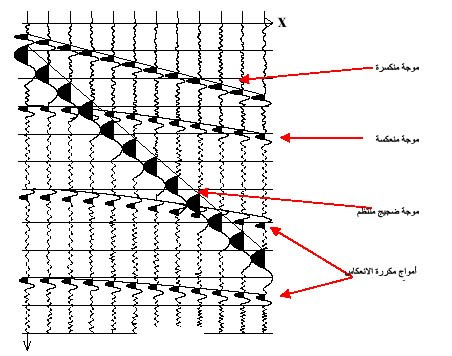 X
موجة منكسرة
موجة منعكسة
موجة ضجيج منتظم
أمواج مكررة الانعكاس